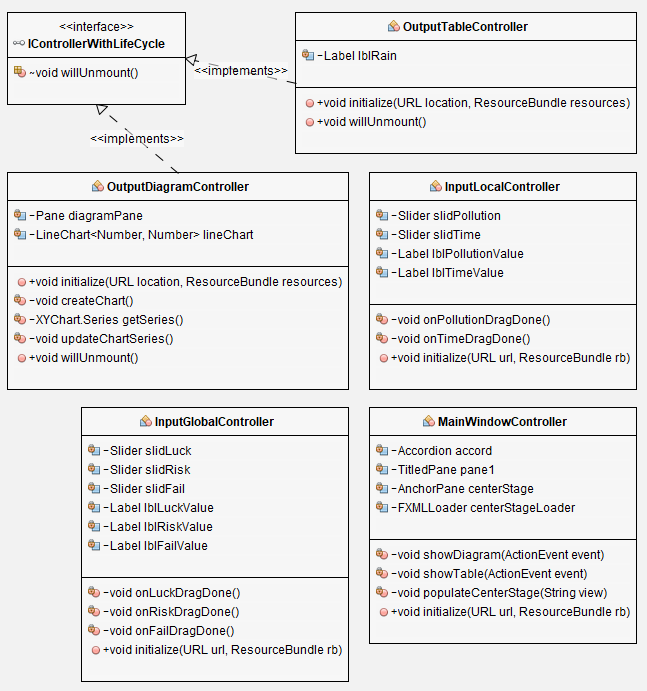 <<interface>>
IControllerWithLifeCycle
~void willUnmount()
OutputTableController
-Label lblRain
+void initialize(URL location, ResourceBundle resources)
+void willUnmount()
<<implements>>
<<implements>>
OutputDiagramController
-Pane diagramPane
-LineChart<Number, Number> lineChart
+void initialize(URL location, ResourceBundle resources)
-void createChart()
-XYChart.Series getSeries()
-void updateChartSeries()
+void willUnmount()
InputLocalController
-Slider slidPollution
-Slider slidTime
-Label lblPollutionValue
-Label lblTimeValue
-void onPollutionDragDone()
-void onTimeDragDone()
+void initialize(URL url, ResourceBundle rb)
InputGlobalController
-Slider slidLuck
-Slider slidRisk
-Slider slidFail
-Label lblLuckValue
-Label lblRiskValue
-Label lblFailValue
-void onLuckDragDone()
-void onRiskDragDone()
-void onFailDragDone()
+void initialize(URL url, ResourceBundle rb)
MainWindowController
-Accordion accord
-TitledPane pane1
-AnchorPane centerStage
-FXMLLoader centerStageLoader
-void showDiagram(ActionEvent event)
-void showTable(ActionEvent event)
-void populateCenterStage(String view)
+void initialize(URL url, ResourceBundle rb)